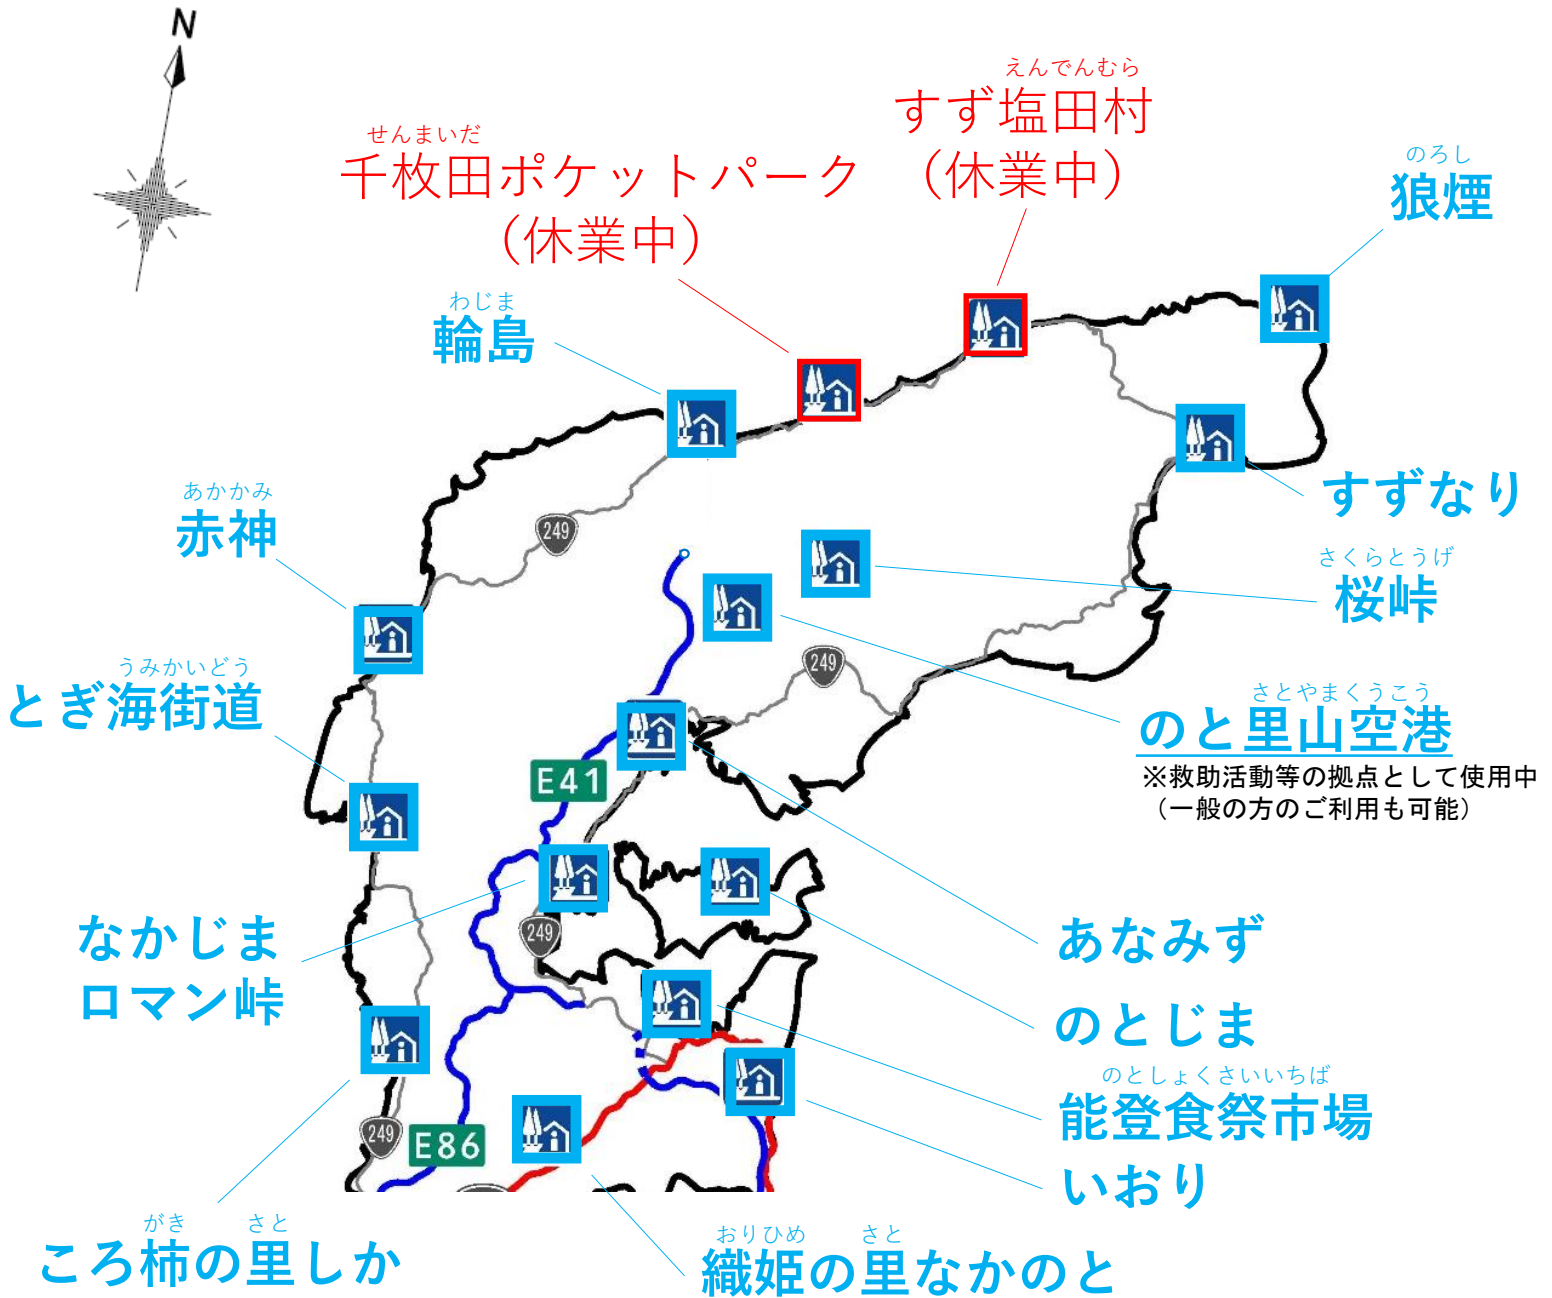 N
えんでんむら
すず塩田村
（休業中）
せんまいだ
千枚田ポケットパーク
（休業中）
のろし
狼煙
わじま
輪島
すずなり
あかかみ
赤神
249
さくらとうげ
桜峠
うみかいどう
とぎ海街道
249
さとやまくうこう
のと里山空港
※救助活動等の拠点として使用中
（一般の方のご利用も可能）
E41
なかじま
ロマン峠
249
あなみず
のとじま
のとしょくさいいちば
能登食祭市場
249
E86
いおり
がき さと
ころ柿の里しか
おりひめ さと
織姫の里なかのと